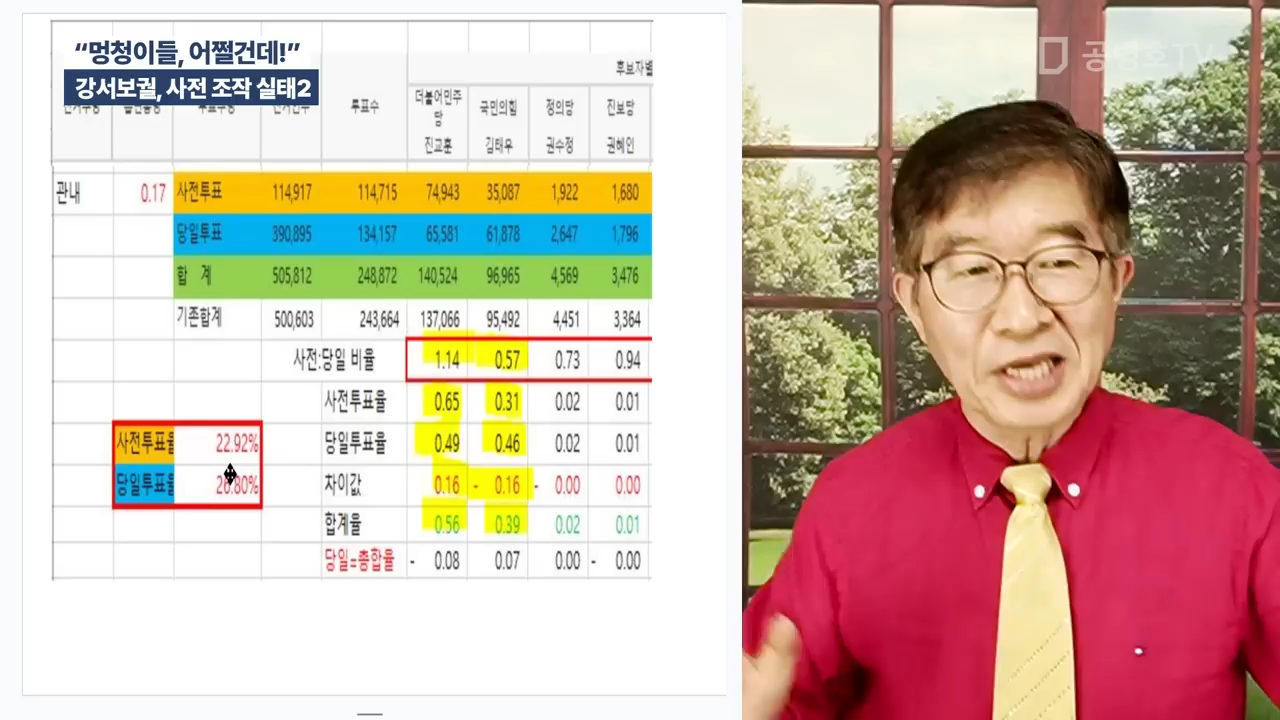 “멍청이들, 어쩔건데!”
강서보궐, 사전 조작 실태2
공병호TV
후보자별
투표수 더불어민주당 국민의힘 정의당 진보당
진교훈 김태우 권수정 권혜인
관내 0.17 사전투표 114,917 114,715 74,943 35,087 1,922 1,680
당일투표 390,895 134,157 65,581 61,878 2,647 1,796
합 계 505,812 248,872 140,524 96,965 4,569 3,476
기존합계 500,603 243,664 137,066 95,492 4,451 3,364
사전:당일 비율 1.14 0.57 0.73 0.94
사전투표율 0.65 0.31 0.02 0.01
사전투표율 22.92% 당일투표율 0.49 0.46 0.02 0.01
당일투표율 차이값 0.16 - 0.16 - 0.00 0.00
합계율 0.56 0.39 0.02 0.01
당일=총합율 - 0.08 0.07 0.00 - 0.00